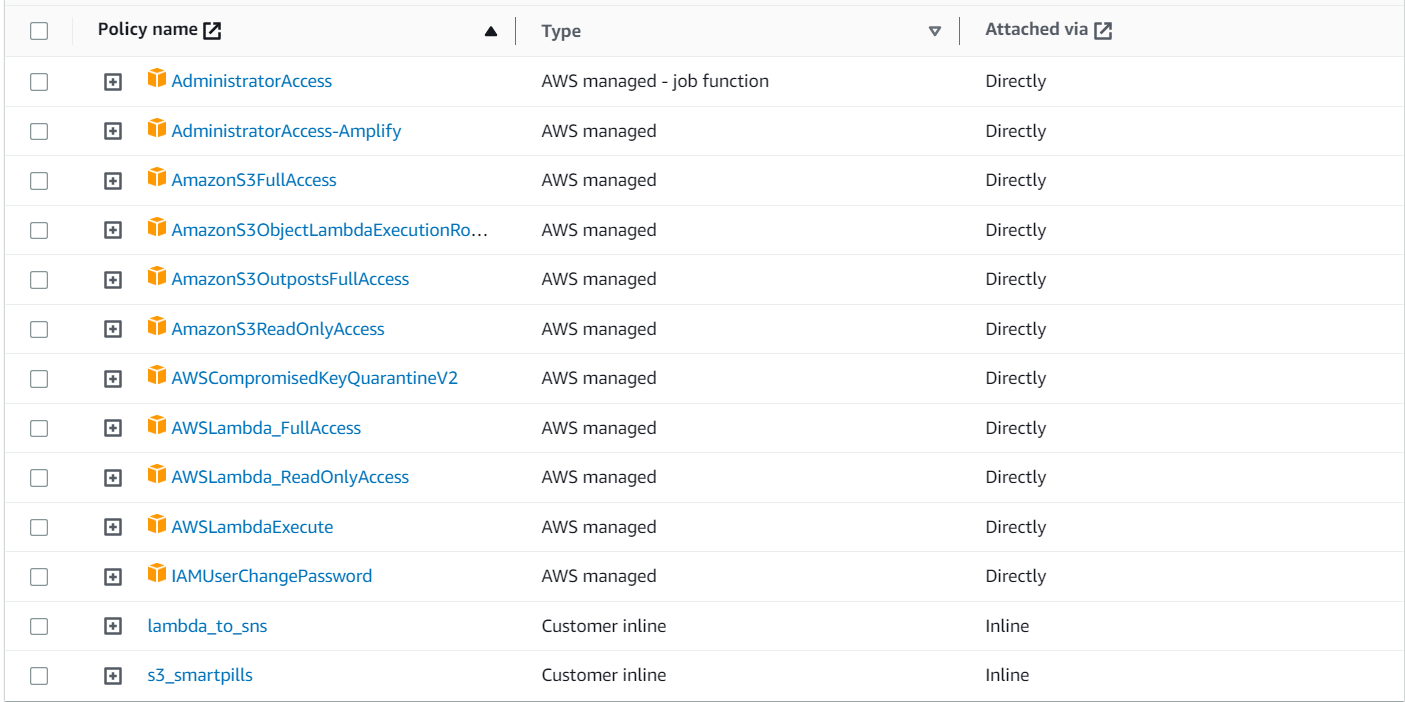 Policy name Type Attached via
AdministratorAccess AWS managed - job function Directly
AdministratorAccess-Amplify AWS managed Directly
AmazonS3FullAccess AWS managed Directly
AmazonS3ObjectLambdaExecutionRo... AWS managed Directly
AmazonS3OutpostsFullAccess AWS managed Directly
AmazonS3ReadOnlyAccess AWS managed Directly
AWSCompromisedKeyQuarantineV2 AWS managed Directly
AWSLambda_FullAccess AWS managed Directly
AWSLambda_ReadOnlyAccess AWS managed Directly
AWSLambdaExecute AWS managed Directly
IAMUserChangePassword AWS managed Directly
lambda_to_sns Customer inline Inline
s3_smartpills Customer inline Inline